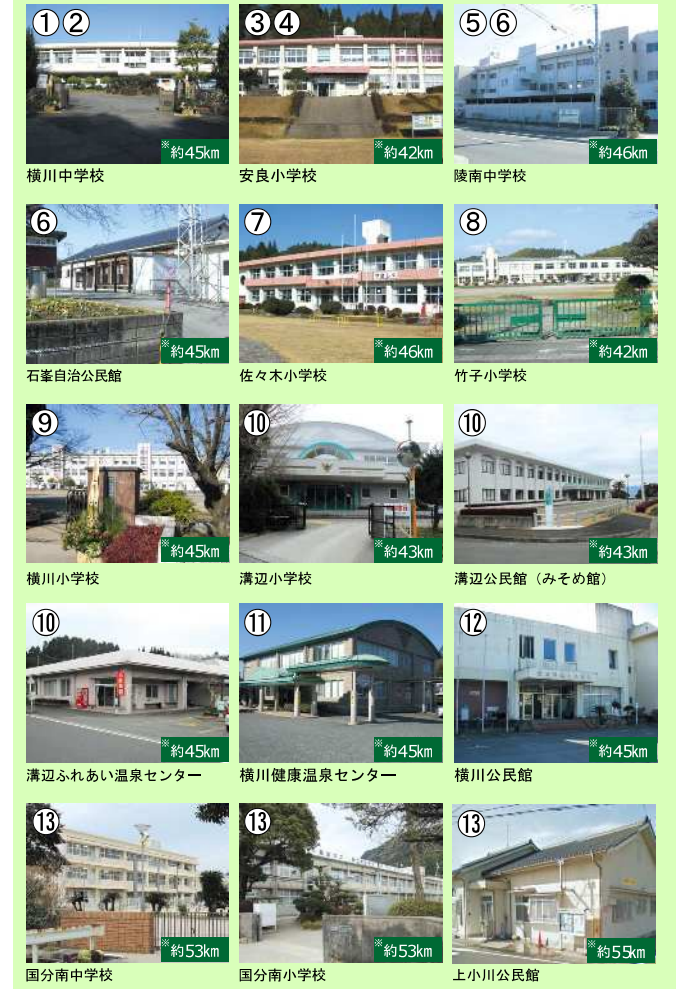 ①②
※約45km
横川中学校
③④
※約42km
安良小学校
⑤⑥
※約46km
陵南中学校
⑥
※約45km
石峯自治公民館
⑦
※約46km
佐々木小学校
⑧
※約42km
竹子小学校
⑨
※約45km
横川小学校
⑩
※約43km
溝辺小学校
⑩
※約43km
溝辺公民館（みそめ館）
⑩
※約45km
溝辺ふれあい温泉センター
⑪
※約45km
横川健康温泉センター
⑫
※約45km
横川公民館
⑬
※約53km
国分南中学校
⑬
※約53km
国分南小学校
⑬
※約55km
上小川公民館